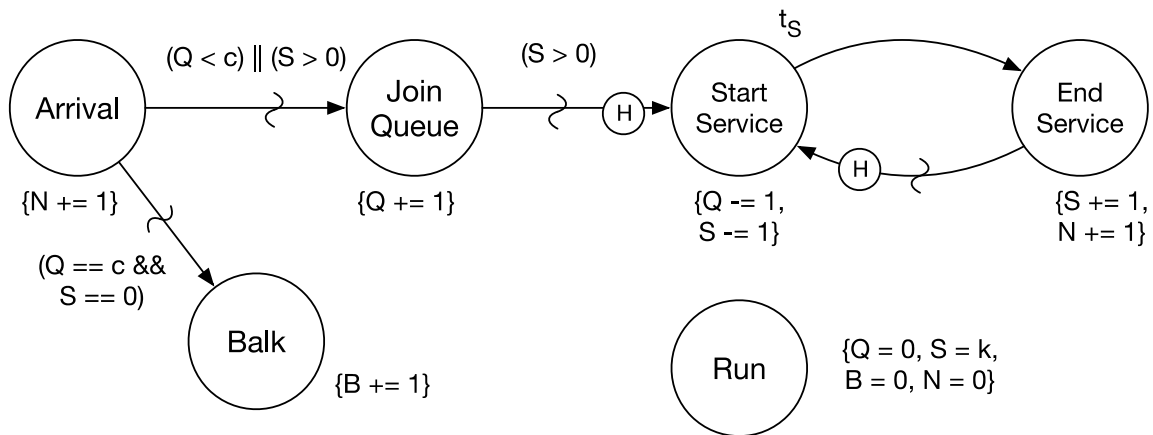 t_S
(Q < c) || (S > 0)
(S > 0)
Arrival
Join
Queue
H
Start
Service
End
Service
H
{N += 1}
{Q += 1}
{Q -= 1,
S -= 1}
{S += 1,
N += 1}
(Q == c &&
S == 0)
Balk
{B += 1}
Run
{Q = 0, S = k,
B = 0, N = 0}